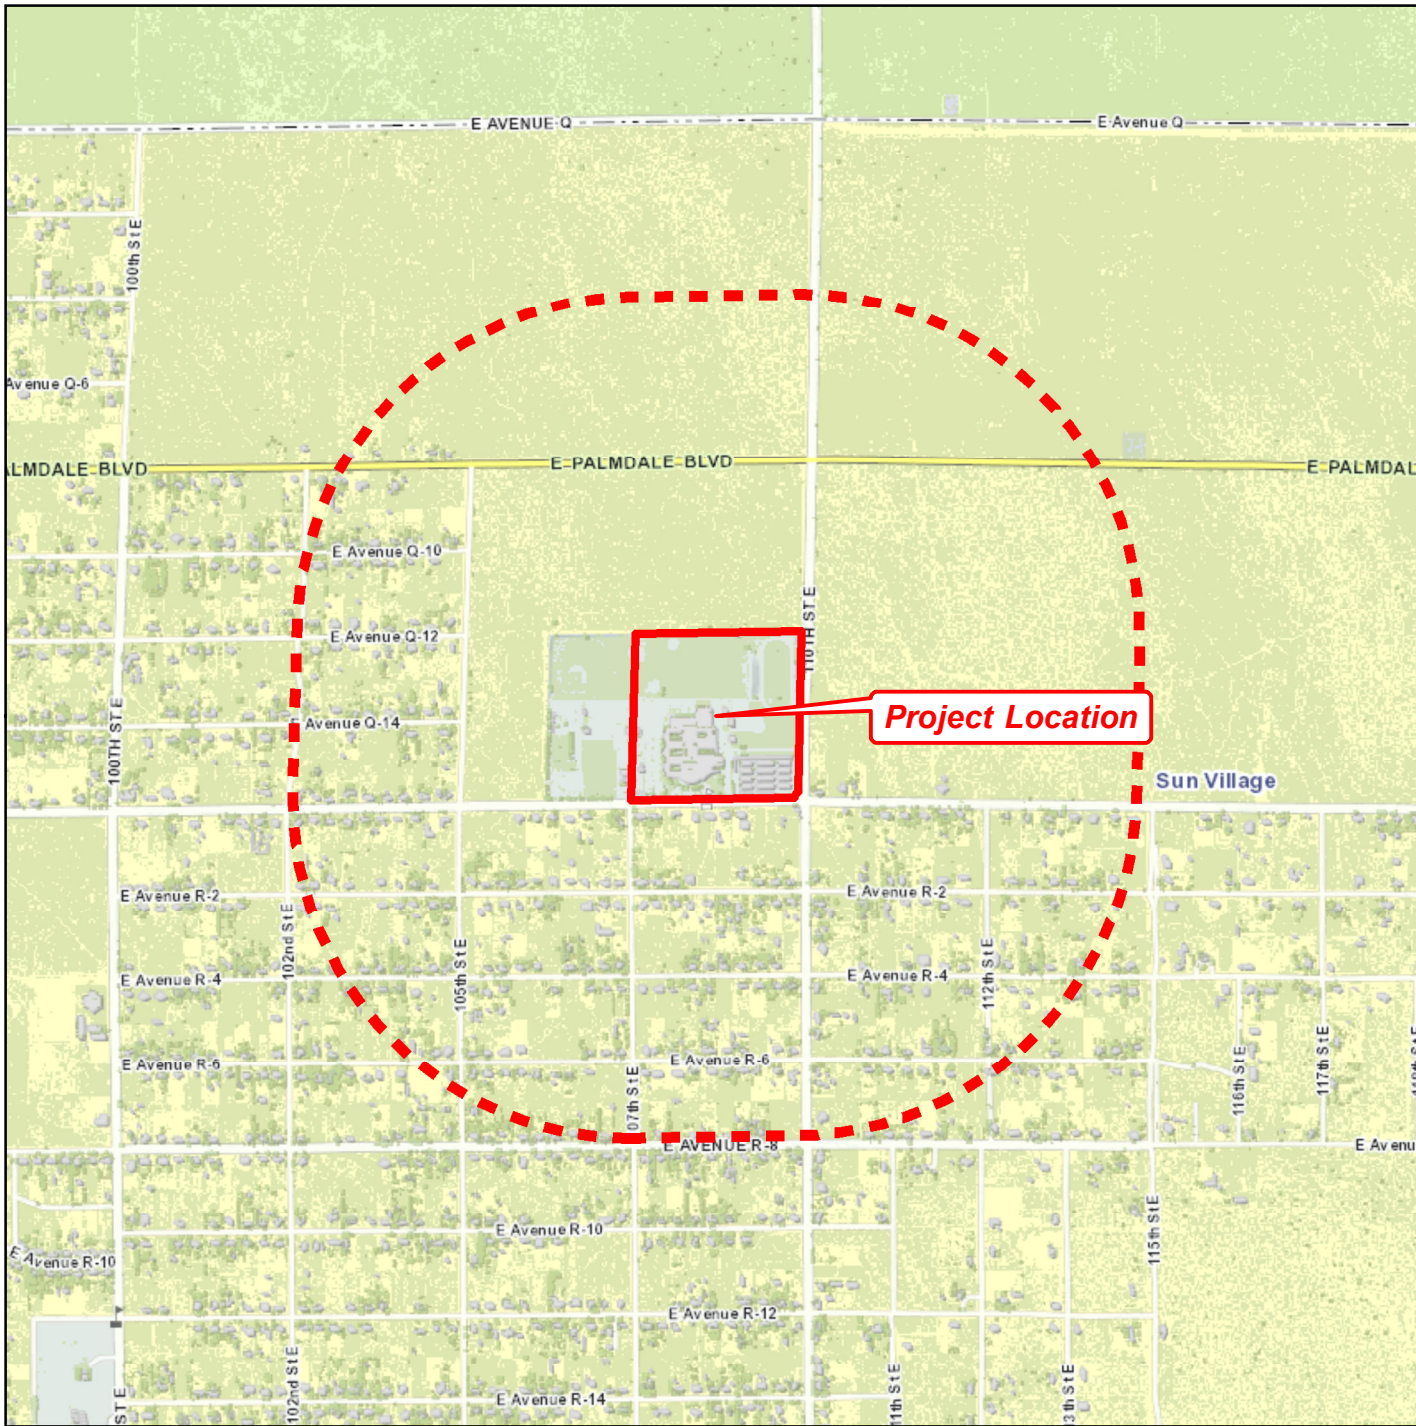 E AVENUE Q
E Avenue Q
100th St E
Avenue Q-6
ALMDALE BLVD
E PALMDALE BLVD
E PALMDAL
E Avenue Q-10
E Avenue Q-12
110TH ST E
100TH ST E
Avenue Q-14
Project Location
Sun Village
E Avenue R-2
E Avenue R-2
102nd St E
105th St E
112th St E
E Avenue R-4
E Avenue R-4
E Avenue R-6
E Avenue R-6
07th St E
116th St E
117th St E
E AVENUE R-8
E Avenu
E Avenue R-10
E Avenue R-10
115th St E
E Avenue R-12
102nd St E
ST E
E Avenue R-14
11th St E
3th St E